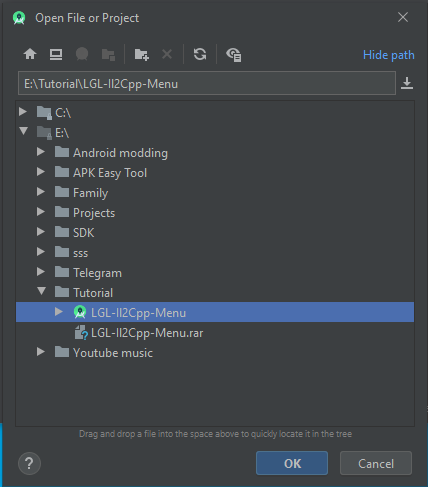 Open File or Project
Hide path
E:\Tutorial\LGL-Il2Cpp-Menu
C:\
E:\
Android modding
APK Easy Tool
Family
Projects
SDK
sss
Telegram
Tutorial
LGL-Il2Cpp-Menu
LGL-Il2Cpp-Menu.rar
Youtube music
Drag and drop a file into the space above to quickly locate it in the tree
?
OK
Cancel